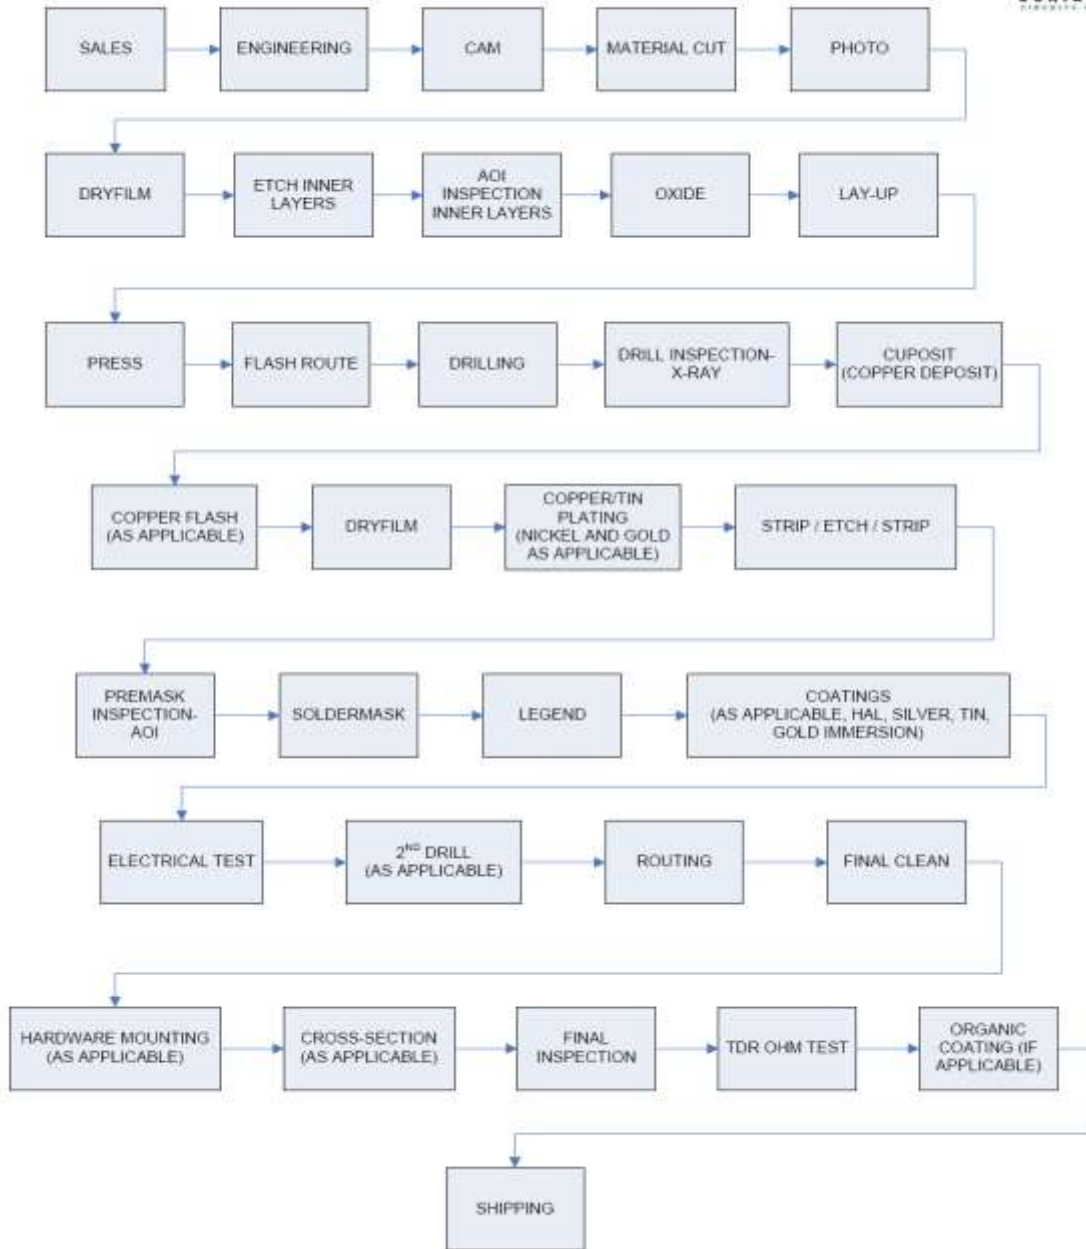 SALES
ENGINEERING
CAM
MATERIAL CUT
PHOTO
DRYFILM
ETCH INNER
LAYERS
AOI
INSPECTION
INNER LAYERS
OXIDE
LAY-UP
PRESS
FLASH ROUTE
DRILLING
DRILL INSPECTION-
X-RAY
CUPOSIT
(COPPER DEPOSIT)
COPPER FLASH
(AS APPLICABLE)
DRYFILM
COPPER/TIN
PLATING
(NICKEL AND GOLD
AS APPLICABLE)
STRIP / ETCH / STRIP
PREMASK
INSPECTION-
AOI
SOLDERMASK
LEGEND
COATINGS
(AS APPLICABLE, HAL, SILVER, TIN,
GOLD IMMERSION)
ELECTRICAL TEST
2ND DRILL
(AS APPLICABLE)
ROUTING
FINAL CLEAN
HARDWARE MOUNTING
(AS APPLICABLE)
CROSS-SECTION
(AS APPLICABLE)
FINAL
INSPECTION
TDR OHM TEST
ORGANIC
COATING (IF
APPLICABLE)
SHIPPING